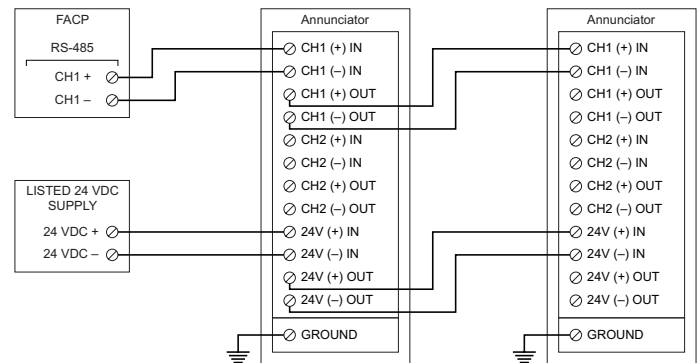 FACP
RS-485
CH1 +
CH1 –
LISTED 24 VDC
SUPPLY
24 VDC +
24 VDC –
Annunciator
CH1 (+) IN
CH1 (–) IN
CH1 (+) OUT
CH1 (–) OUT
CH2 (+) IN
CH2 (–) IN
CH2 (+) OUT
CH2 (–) OUT
24V (+) IN
24V (–) IN
24V (+) OUT
24V (–) OUT
GROUND
Annunciator
CH1 (+) IN
CH1 (–) IN
CH1 (+) OUT
CH1 (–) OUT
CH2 (+) IN
CH2 (–) IN
CH2 (+) OUT
CH2 (–) OUT
24V (+) IN
24V (–) IN
24V (+) OUT
24V (–) OUT
GROUND